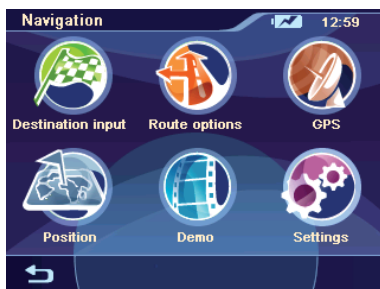 Navigation 12:59
Destination input Route options GPS
Position Demo Settings